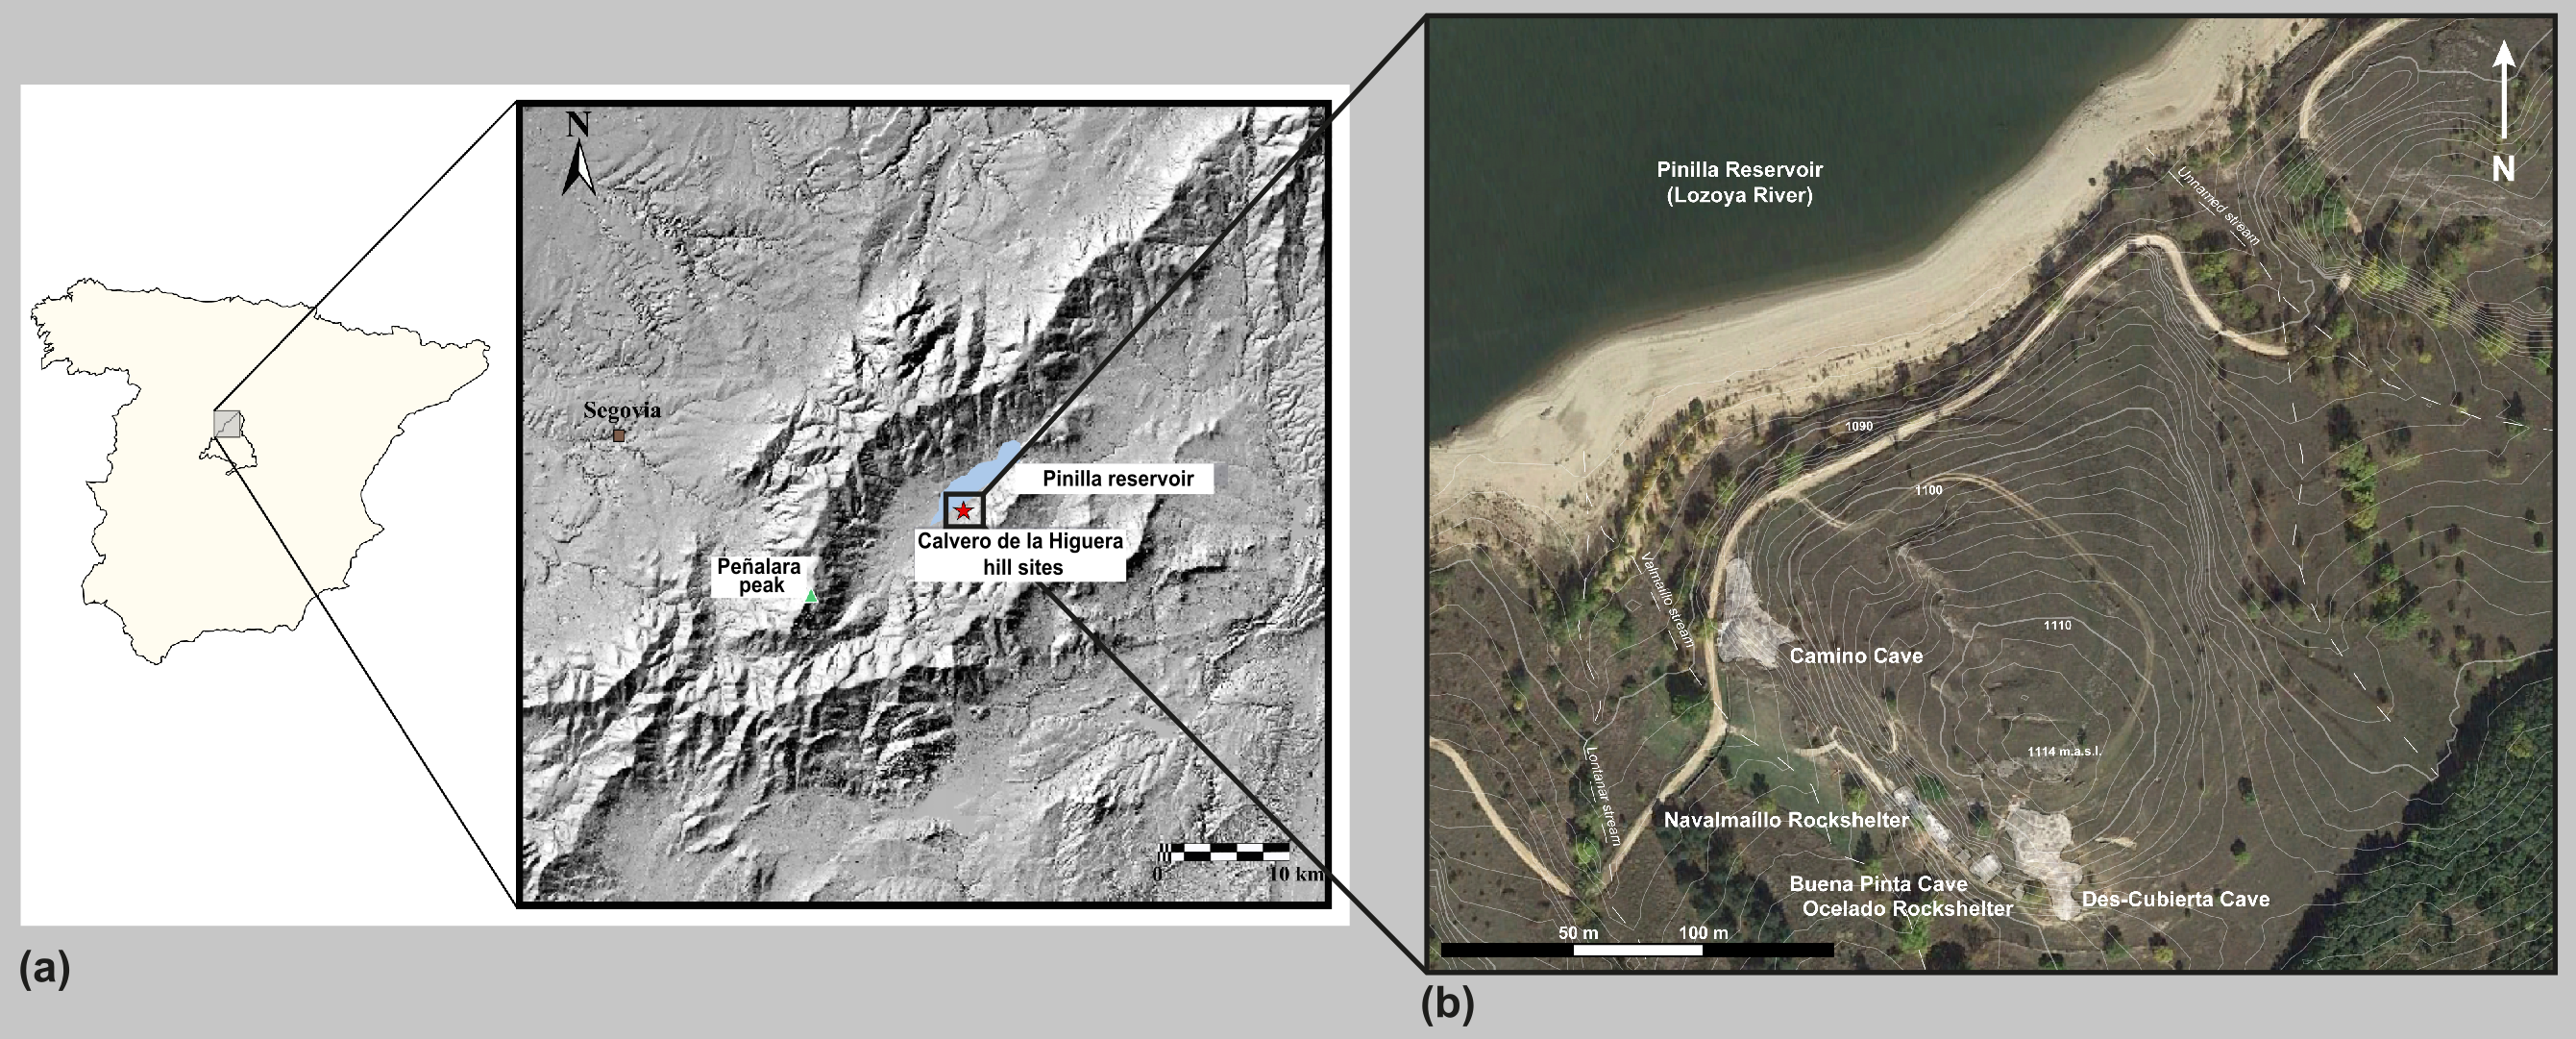 N
Segovia
Pinilla reservoir
Calvero de la Higuera
hill sites
Peñalara
peak
0 10 km
(a)
Pinilla Reservoir
(Lozoya River)
N
Unnamed stream
1090
1100
Valmaíllo stream
1110
Camino Cave
1114 m.a.s.l.
Lontanar stream
Navalmaíllo Rockshelter
Buena Pinta Cave
Ocelado Rockshelter
Des-Cubierta Cave
50 m 100 m
(b)